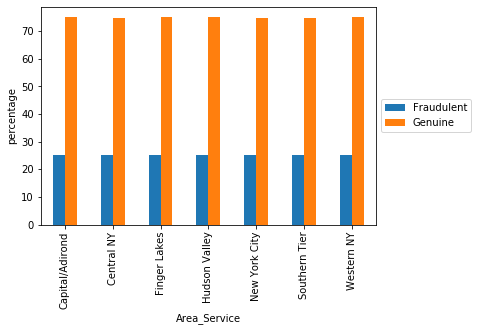 70
60
50
40
30
20
10
0
percentage
Capital/Adirond
Central NY
Finger Lakes
Hudson Valley
New York City
Southern Tier
Western NY
Area_Service
Fraudulent
Genuine